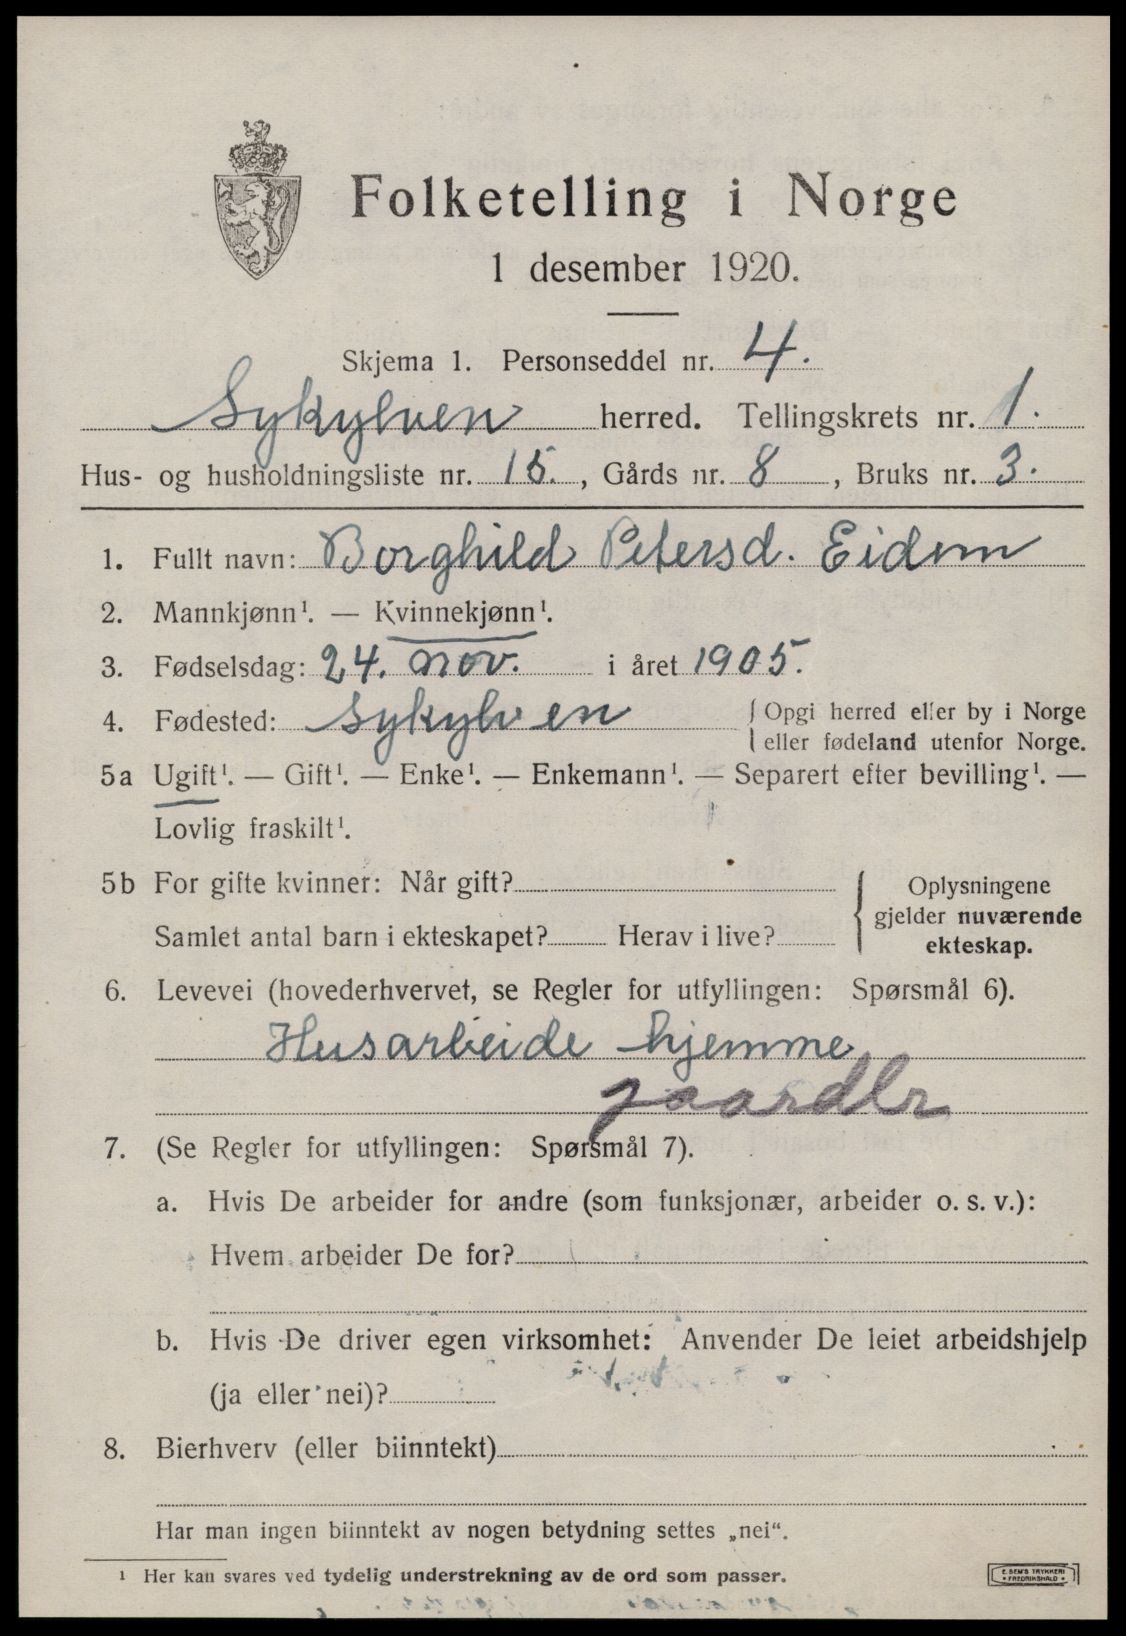 Folketelling i Norge
1 desember 1920.
Skjema 1. Personseddel nr. 4.
Sykylven herred. Tellingskrets nr. 1.
Hus- og husholdningsliste nr. 15., Gårds nr. 8, Bruks nr. 3.
1. Fullt navn: Borghild Petersd. Eidem
2. Mannkjønn¹. — Kvinnekjønn¹.
3. Fødselsdag: 24. nov. i året 1905.
4. Fødested: Sykylven { Opgi herred eller by i Norge
eller fødeland utenfor Norge.
5a Ugift¹. — Gift¹. — Enke¹. — Enkemann¹. — Separert efter bevilling¹. —
Lovlig fraskilt¹.
5b For gifte kvinner: Når gift?
Samlet antal barn i ekteskapet? Herav i live?
{ Oplysningene
gjelder nuværende
ekteskap.
6. Levevei (hovederhvervet, se Regler for utfyllingen: Spørsmål 6).
Husarbeide hjemme
gaardbr
7. (Se Regler for utfyllingen: Spørsmål 7).
a. Hvis De arbeider for andre (som funksjonær, arbeider o. s. v.):
Hvem arbeider De for?
b. Hvis De driver egen virksomhet: Anvender De leiet arbeidshjelp
(ja eller nei)?
8. Bierhverv (eller biinntekt)
Har man ingen biinntekt av nogen betydning settes „nei“.
¹ Her kan svares ved tydelig understrekning av de ord som passer.
E. SEM'S TRYKKERI
• FREDRIKSHALD •